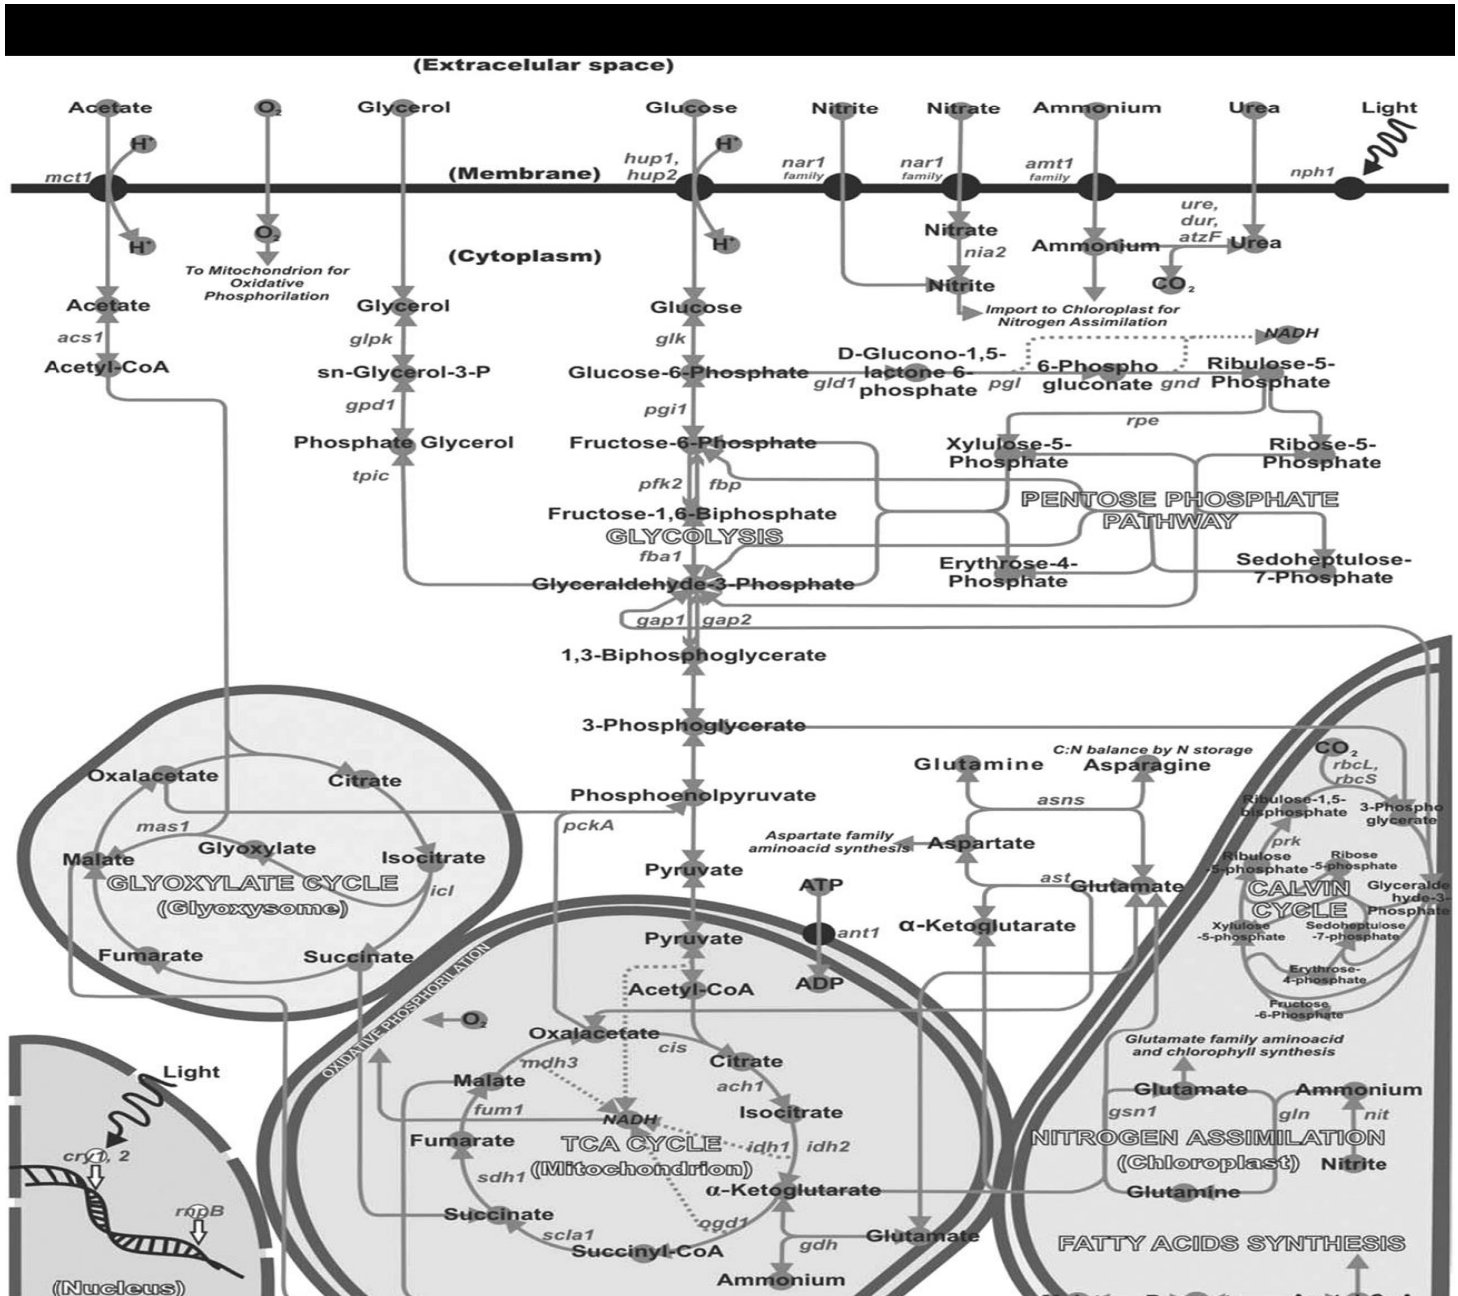 (Extracelular space)
Acetate
O₂
Glycerol
Glucose
Nitrite
Nitrate
Ammonium
Urea
Light
H⁺
H⁺
mct1
(Membrane)
hup1,
hup2
nar1
family
nar1
family
amt1
family
nph1
H⁺
O₂
(Cytoplasm)
H⁺
Nitrate
nia2
Ammonium
ure,
dur,
atzF
Urea
To Mitochondrion for
Oxidative
Phosphorilation
Nitrite
CO₂
Acetate
Glycerol
Glucose
Import to Chloroplast for
Nitrogen Assimilation
acs1
glpk
glk
NADH
Acetyl-CoA
sn-Glycerol-3-P
Glucose-6-Phosphate
gld1
D-Glucono-1,5-
lactone 6-
phosphate
pgl
6-Phospho
gluconate
gnd
Ribulose-5-
Phosphate
gpd1
pgi1
rpe
Phosphate Glycerol
Fructose-6-Phosphate
Xylulose-5-
Phosphate
Ribose-5-
Phosphate
tpic
pfk2
fbp
Fructose-1,6-Biphosphate
PENTOSE PHOSPHATE
PATHWAY
GLYCOLYSIS
fba1
Erythrose-4-
Phosphate
Sedoheptulose-
7-Phosphate
Glyceraldehyde-3-Phosphate
gap1
gap2
1,3-Biphosphoglycerate
3-Phosphoglycerate
Phosphoenolpyruvate
pckA
Pyruvate
Oxalacetate
Citrate
mas1
Glyoxylate
Malate
Isocitrate
icl
GLYOXYLATE CYCLE
(Glyoxysome)
Fumarate
Succinate
Glutamine
C:N balance by N storage
Asparagine
asns
Aspartate family
aminoacid synthesis
Aspartate
ast
Glutamate
α-Ketoglutarate
ATP
ant1
ADP
CO₂
rbcL,
rbcS
Ribulose-1,5-
bisphosphate
3-Phospho
glycerate
prk
Ribulose
-5-phosphate
Ribose
-5-phosphate
CALVIN
CYCLE
Glyceralde
hyde-3-
Phosphate
Xylulose
-5-phosphate
Sedoheptulose
-7-phosphate
Erythrose-
4-phosphate
Fructose
-6-Phosphate
OXIDATIVE PHOSPHORILATION
Pyruvate
Acetyl-CoA
O₂
Oxalacetate
cis
Citrate
mdh3
ach1
Malate
Isocitrate
fum1
NADH
Fumarate
TCA CYCLE
(Mitochondrion)
idh1
idh2
sdh1
α-Ketoglutarate
Succinate
ogd1
scla1
Succinyl-CoA
gdh
Glutamate
Ammonium
Glutamate family aminoacid
and chlorophyll synthesis
Glutamate
Ammonium
gsn1
gln
nit
NITROGEN ASSIMILATION
(Chloroplast)
Nitrite
Glutamine
FATTY ACIDS SYNTHESIS
Light
cry1, 2
rnpB
(Nucleus)